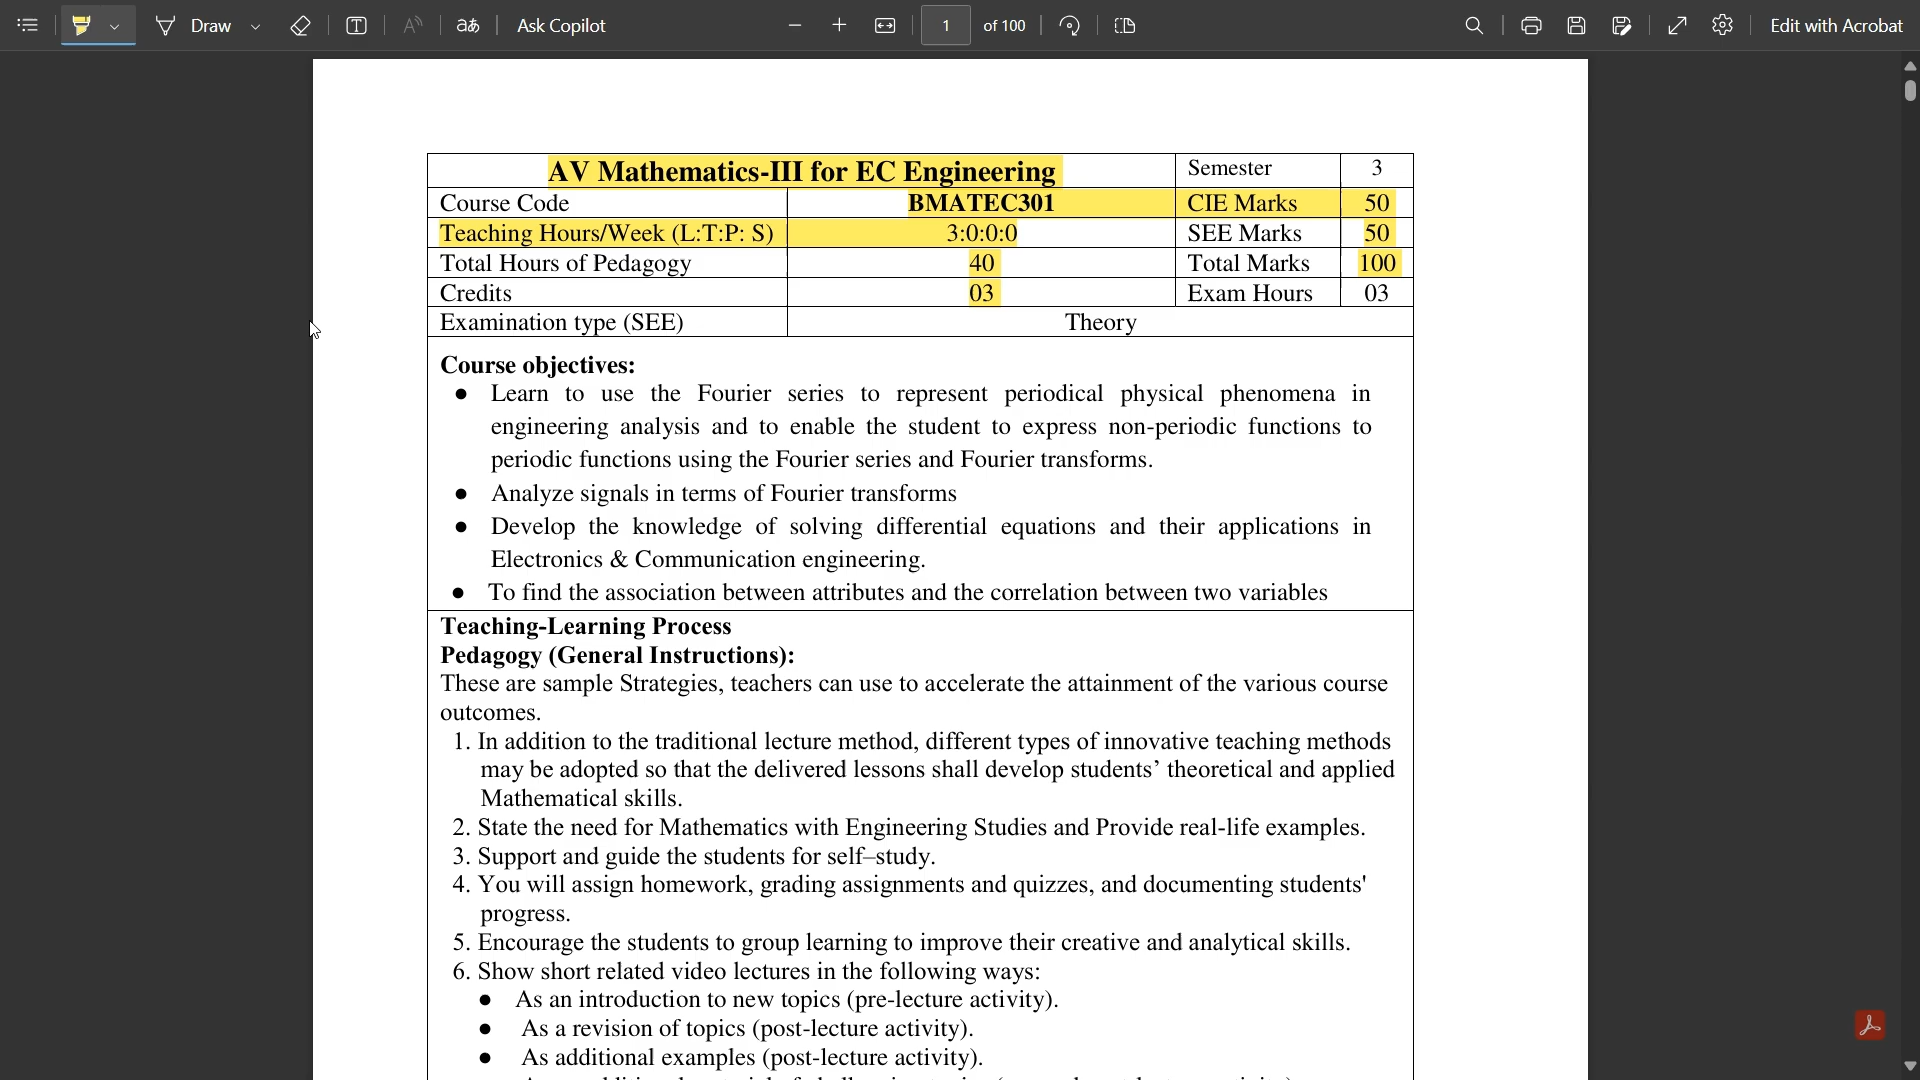 Draw
aあ
Ask Copilot
1 of 100
Edit with Acrobat
AV Mathematics-III for EC Engineering Semester 3
Course Code BMATEC301 CIE Marks 50
Teaching Hours/Week (L:T:P: S) 3:0:0:0 SEE Marks 50
Total Hours of Pedagogy 40 Total Marks 100
Credits 03 Exam Hours 03
Examination type (SEE) Theory
Course objectives:
● Learn to use the Fourier series to represent periodical physical phenomena in
engineering analysis and to enable the student to express non-periodic functions to
periodic functions using the Fourier series and Fourier transforms.
● Analyze signals in terms of Fourier transforms
● Develop the knowledge of solving differential equations and their applications in
Electronics & Communication engineering.
● To find the association between attributes and the correlation between two variables
Teaching-Learning Process
Pedagogy (General Instructions):
These are sample Strategies, teachers can use to accelerate the attainment of the various course
outcomes.
1. In addition to the traditional lecture method, different types of innovative teaching methods
may be adopted so that the delivered lessons shall develop students’ theoretical and applied
Mathematical skills.
2. State the need for Mathematics with Engineering Studies and Provide real-life examples.
3. Support and guide the students for self–study.
4. You will assign homework, grading assignments and quizzes, and documenting students'
progress.
5. Encourage the students to group learning to improve their creative and analytical skills.
6. Show short related video lectures in the following ways:
● As an introduction to new topics (pre-lecture activity).
● As a revision of topics (post-lecture activity).
● As additional examples (post-lecture activity).